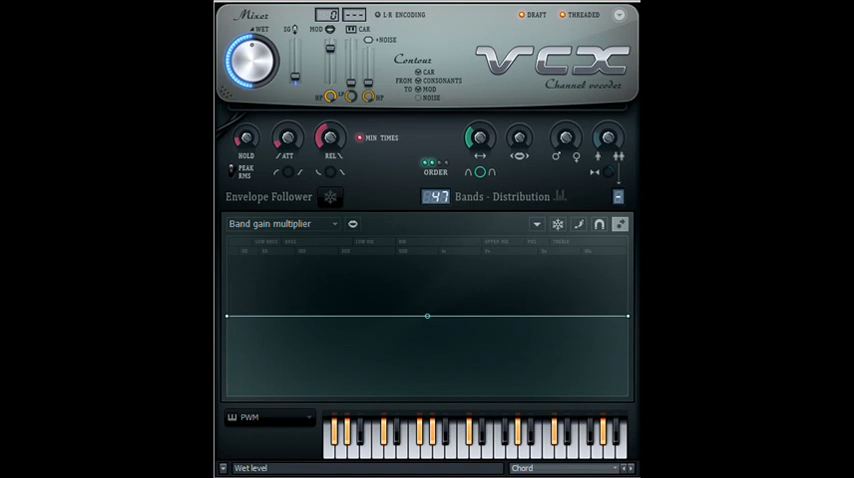 Mixer
0 --- L-R ENCODING DRAFT THREADED
WET SG MOD CAR
+NOISE
Contour
CAR
FROM CONSONANTS
TO MOD
NOISE
VCX
Channel vocoder
HP LP HP
MIN TIMES
HOLD ATT REL
ORDER
PEAK
RMS
Envelope Follower
47 Bands - Distribution
Band gain multiplier
PWM
Wet level Chord